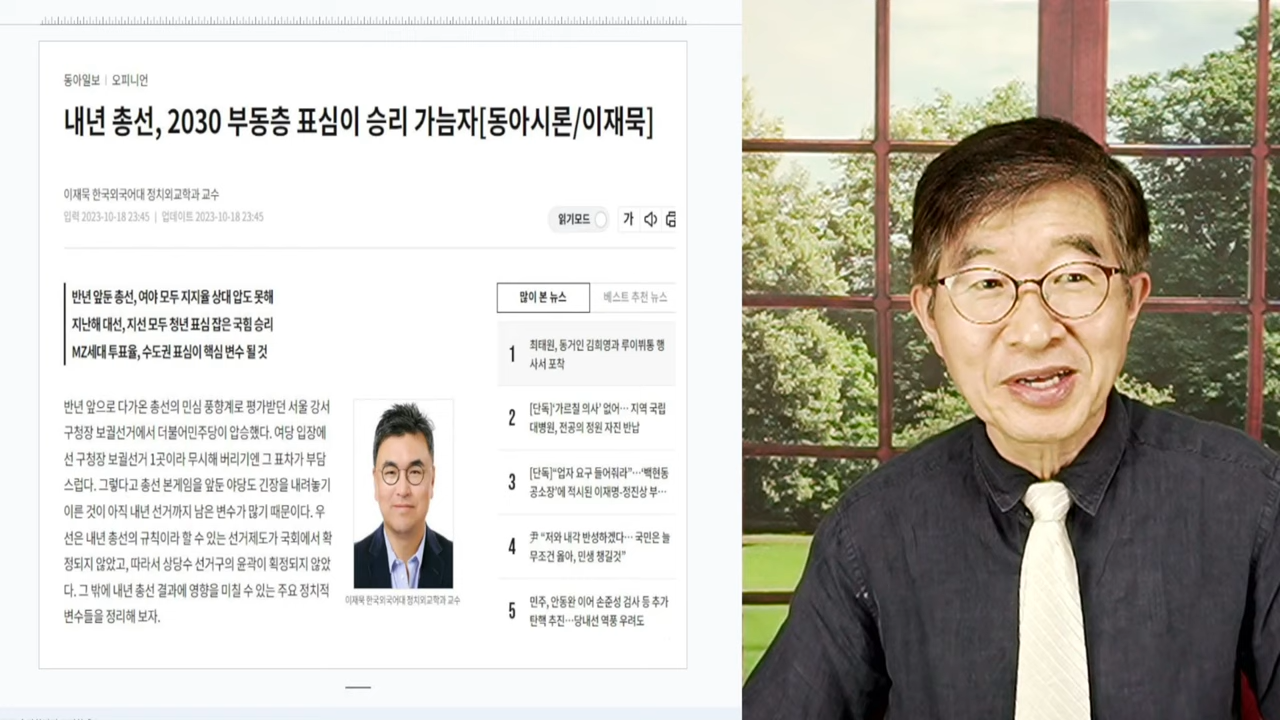 동아일보 | 오피니언
내년 총선, 2030 부동층 표심이 승리 가늠자[동아시론/이재묵]
이재묵 한국외국어대 정치외교학과 교수
입력 2023-10-18 23:45 | 업데이트 2023-10-18 23:45
읽기모드
가
반년 앞둔 총선, 여야 모두 지지율 상대 압도 못해
지난해 대선, 지선 모두 청년 표심 잡은 국힘 승리
MZ세대 투표율, 수도권 표심이 핵심 변수 될 것
반년 앞으로 다가온 총선의 민심 풍향계로 평가받던 서울 강서
구청장 보궐선거에서 더불어민주당이 압승했다. 여당 입장에
선 구청장 보궐선거 1곳이라 무시해 버리기엔 그 표차가 부담
스럽다. 그렇다고 총선 본게임을 앞둔 야당도 긴장을 내려놓기
이른 것이 아직 내년 선거까지 남은 변수가 많기 때문이다. 우
선은 내년 총선의 규칙이라 할 수 있는 선거제도가 국회에서 확
정되지 않았고, 따라서 상당수 선거구의 윤곽이 획정되지 않았
다. 그 밖에 내년 총선 결과에 영향을 미칠 수 있는 주요 정치적
변수들을 정리해 보자.
이재묵 한국외국어대 정치외교학과 교수
많이 본 뉴스
베스트 추천 뉴스
1 최태원, 동거인 김희영과 루이뷔통 행
사서 포착
2 [단독]‘가르칠 의사’ 없어… 지역 국립
대병원, 전공의 정원 자진 반납
3 [단독]“업자 요구 들어줘라”…‘백현동
공소장’에 적시된 이재명-정진상 부…
4 尹 “저와 내각 반성하겠다… 국민은 늘
무조건 옳아, 민생 챙길것”
5 민주, 안동완 이어 손준성 검사 등 추가
탄핵 추진…당내선 역풍 우려도